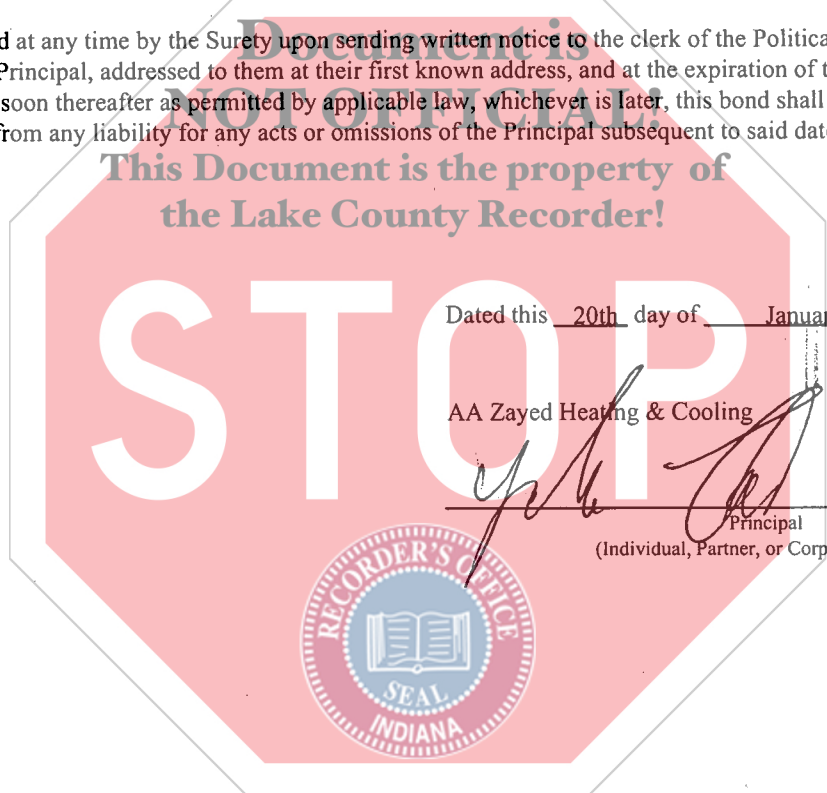 Document is
d at any time by the Surety upon sending written notice to the clerk of the Politica
Principal, addressed to them at their first known address, and at the expiration of t
soon thereafter as permitted by applicable law, whichever is later, this bond shall
NOT OFFICIAL!
from any liability for any acts or omissions of the Principal subsequent to said dat
This Document is the property of
the Lake County Recorder!
STOP
Dated this 20th day of Januar
AA Zayed Heating & Cooling
Principal
(Individual, Partner, or Corp
RECORDER'S OFFICE
SEAL
INDIANA